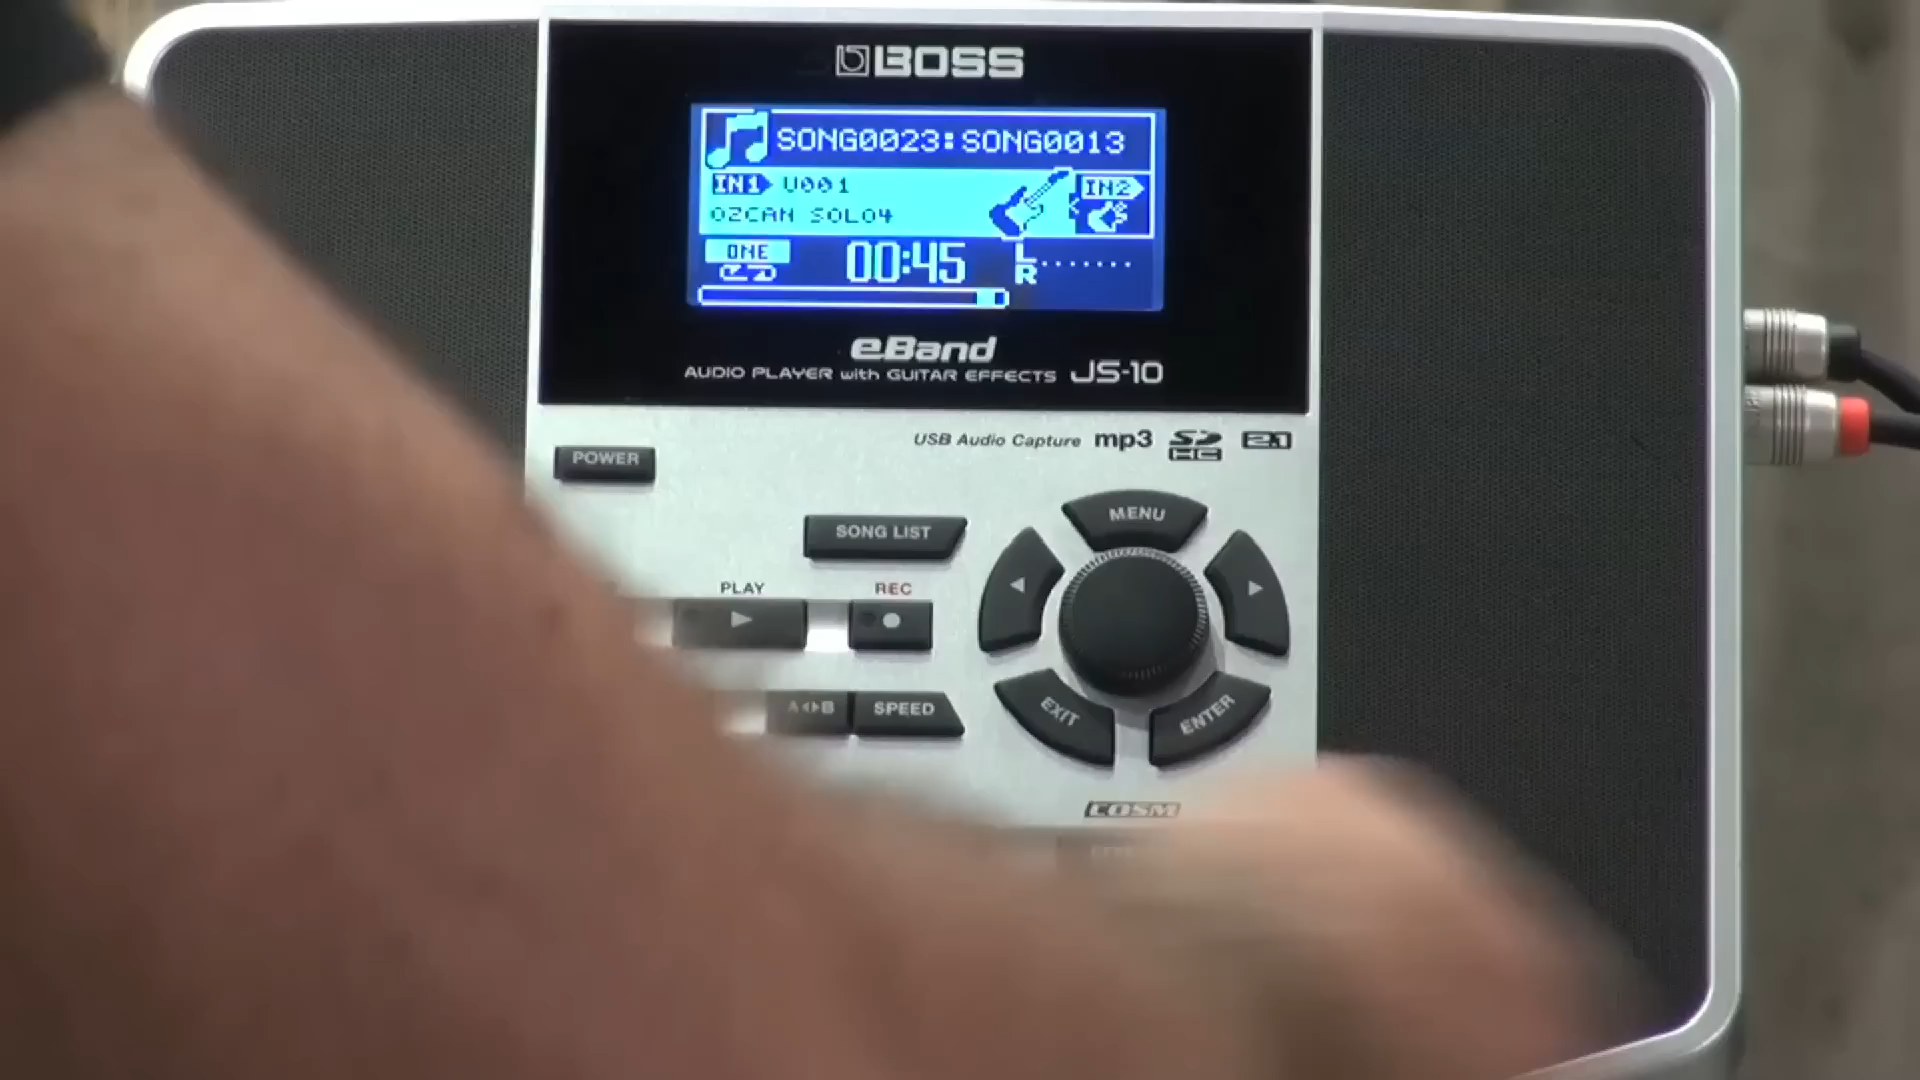 BOSS
SONG0023:SONG0013
IN1 U001
IN2
OZCAN SOLO4
ONE
00:45
L
R
eBand
AUDIO PLAYER with GUITAR EFFECTS JS-10
USB Audio Capture mp3 SD HC 2.1
POWER
MENU
SONG LIST
PLAY
REC
A B
SPEED
EXIT
ENTER
COSM